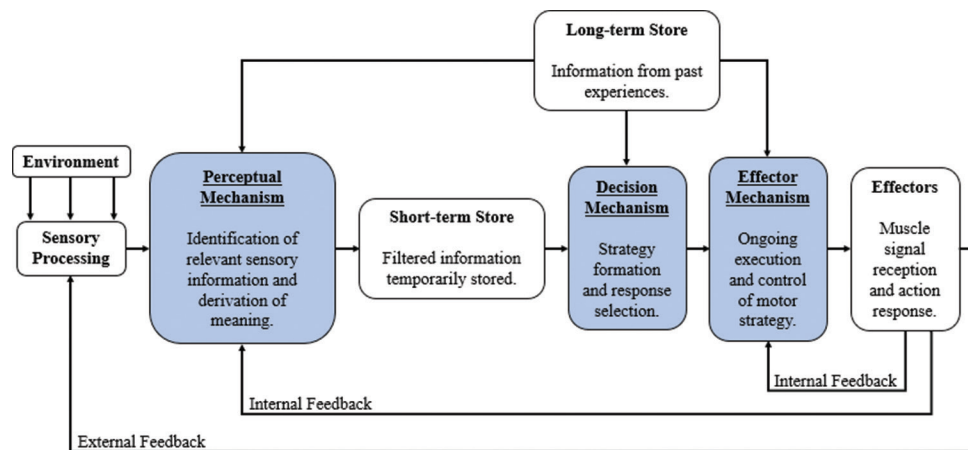 Long-term Store
Information from past
experiences.
Environment
Sensory
Processing
Perceptual
Mechanism
Identification of
relevant sensory
information and
derivation of
meaning.
Short-term Store
Filtered information
temporarily stored.
Decision
Mechanism
Strategy
formation
and response
selection.
Effector
Mechanism
Ongoing
execution
and control
of motor
strategy.
Effectors
Muscle
signal
reception
and action
response.
Internal Feedback
Internal Feedback
External Feedback